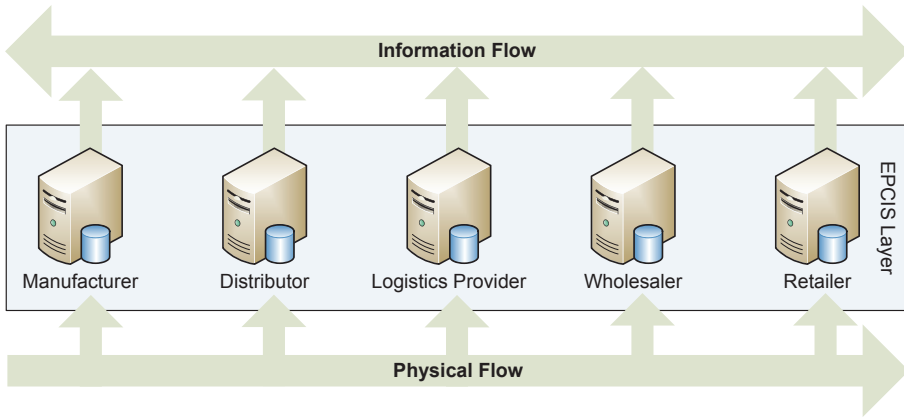 Information Flow
EPCIS Layer
Manufacturer
Distributor
Logistics Provider
Wholesaler
Retailer
Physical Flow